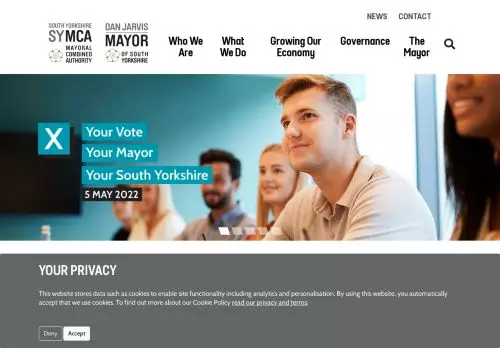 NEWS CONTACT
SOUTH YORKSHIRE
SYMCA
MAYORAL
COMBINED
AUTHORITY
DAN JARVIS
MAYOR
OF SOUTH
YORKSHIRE
Who We
Are
What
We Do
Growing Our
Economy
Governance
The
Mayor
X
Your Vote
Your Mayor
Your South Yorkshire
5 MAY 2022
YOUR PRIVACY
This website stores data such as cookies to enable site functionality including analytics and personalisation. By using this website, you automatically
accept that we use cookies. To find out more about our Cookie Policy read our privacy and terms.
Deny Accept